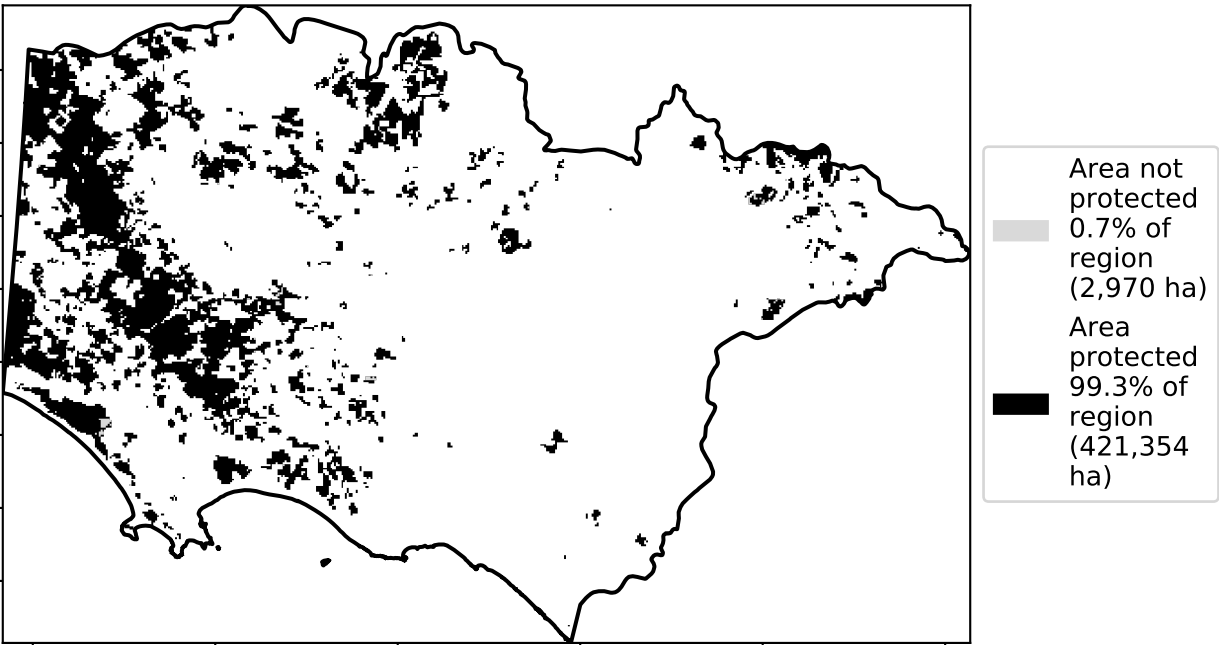 Area not
protected
0.7% of
region
(2,970 ha)
Area
protected
99.3% of
region
(421,354
ha)